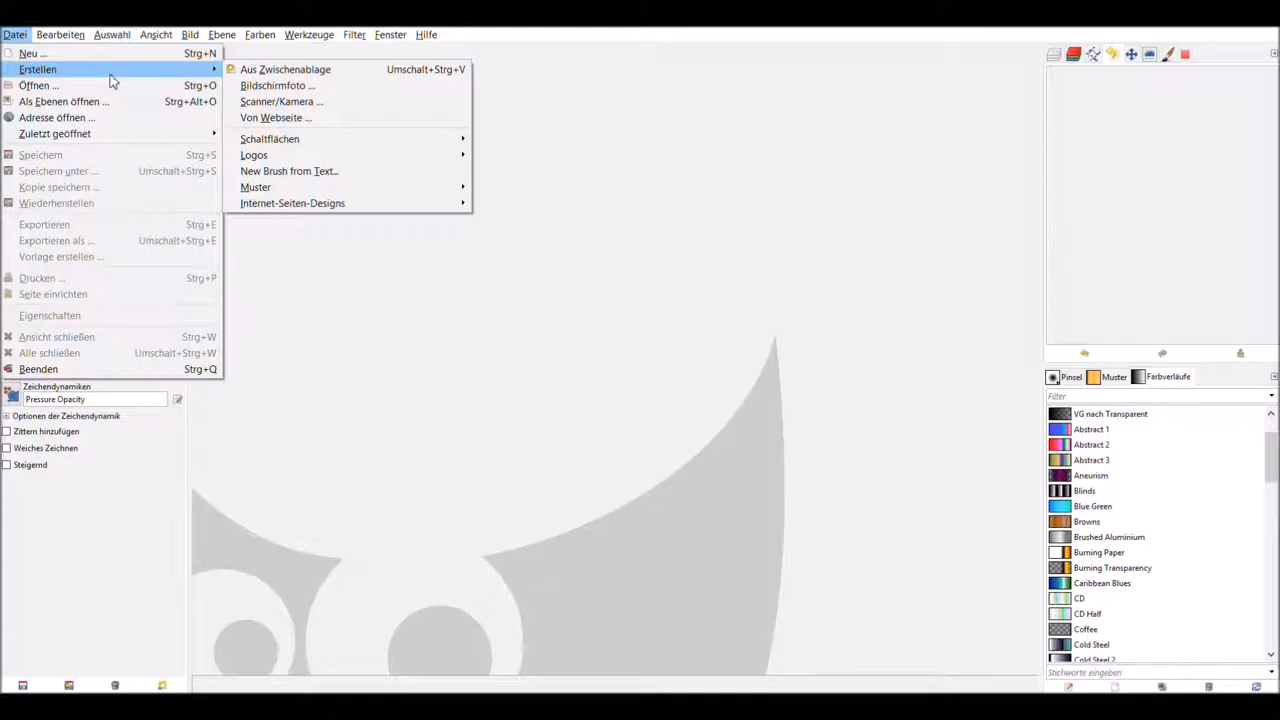 Datei Bearbeiten Auswahl Ansicht Bild Ebene Farben Werkzeuge Filter Fenster Hilfe
Neu ... Strg+N
Erstellen
Öffnen ... Strg+O
Als Ebenen öffnen ... Strg+Alt+O
Adresse öffnen ...
Zuletzt geöffnet
Speichern Strg+S
Speichern unter ... Umschalt+Strg+S
Kopie speichern ...
Wiederherstellen
Exportieren Strg+E
Exportieren als ... Umschalt+Strg+E
Vorlage erstellen ...
Drucken ... Strg+P
Seite einrichten
Eigenschaften
Ansicht schließen Strg+W
Alle schließen Umschalt+Strg+W
Beenden Strg+Q
Aus Zwischenablage Umschalt+Strg+V
Bildschirmfoto ...
Scanner/Kamera ...
Von Webseite ...
Schaltflächen
Logos
New Brush from Text...
Muster
Internet-Seiten-Designs
Zeichendynamiken
Pressure Opacity
Optionen der Zeichendynamik
Zittern hinzufügen
Weiches Zeichnen
Steigernd
Pinsel Muster Farbverläufe
Filter
VG nach Transparent
Abstract 1
Abstract 2
Abstract 3
Aneurism
Blinds
Blue Green
Browns
Brushed Aluminium
Burning Paper
Burning Transparency
Caribbean Blues
CD
CD Half
Coffee
Cold Steel
Cold Steel 2
Stichworte eingeben